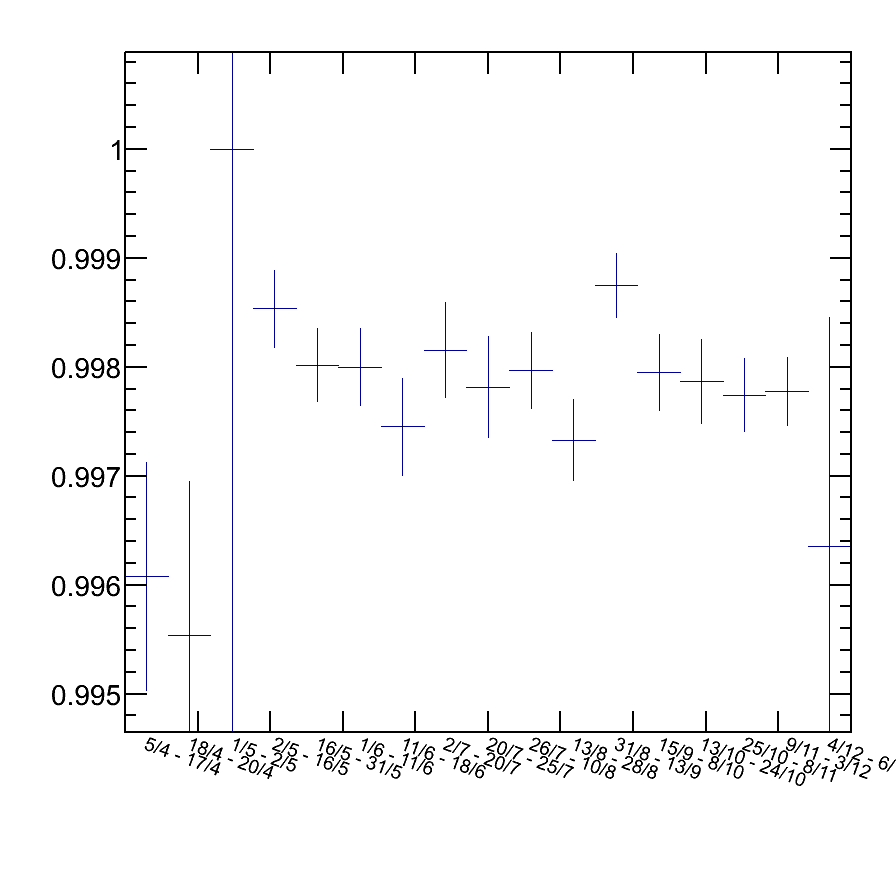 1
0.999
0.998
0.997
0.996
0.995
5/4 - 17/4
18/4 - 20/4
1/5 - 2/5
2/5 - 16/5
16/5 - 31/5
1/6 - 11/6
11/6 - 18/6
2/7 - 20/7
20/7 - 25/7
26/7 - 10/8
13/8 - 28/8
31/8 - 13/9
15/9 - 8/10
13/10 - 24/10
25/10 - 8/11
9/11 - 3/12
4/12 - 6/